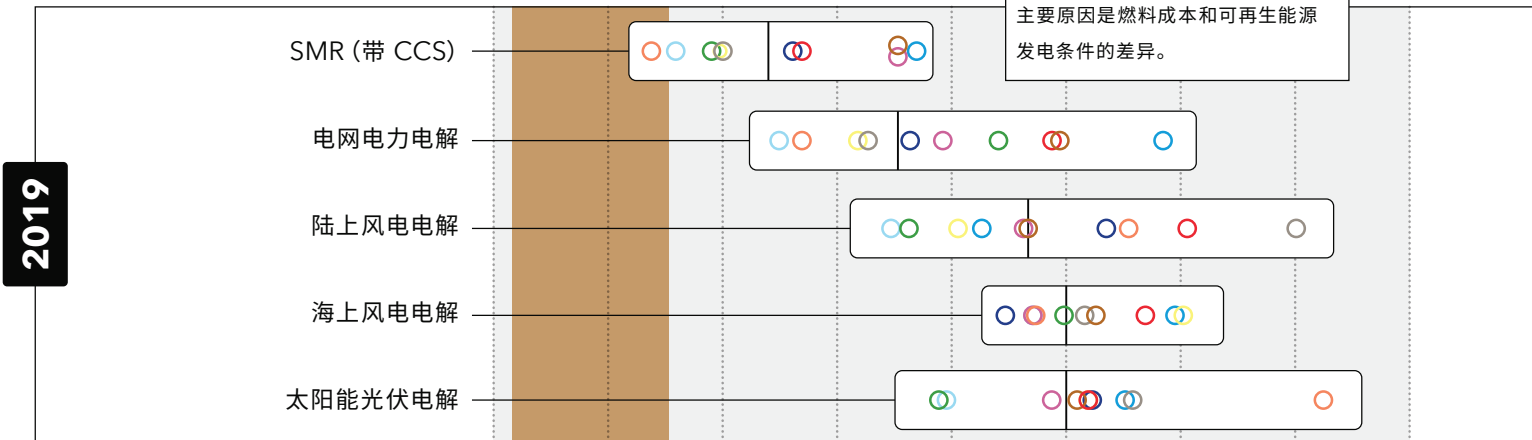 主要原因是燃料成本和可再生能源
发电条件的差异。
SMR (带 CCS)
电网电力电解
陆上风电电解
2019
海上风电电解
太阳能光伏电解